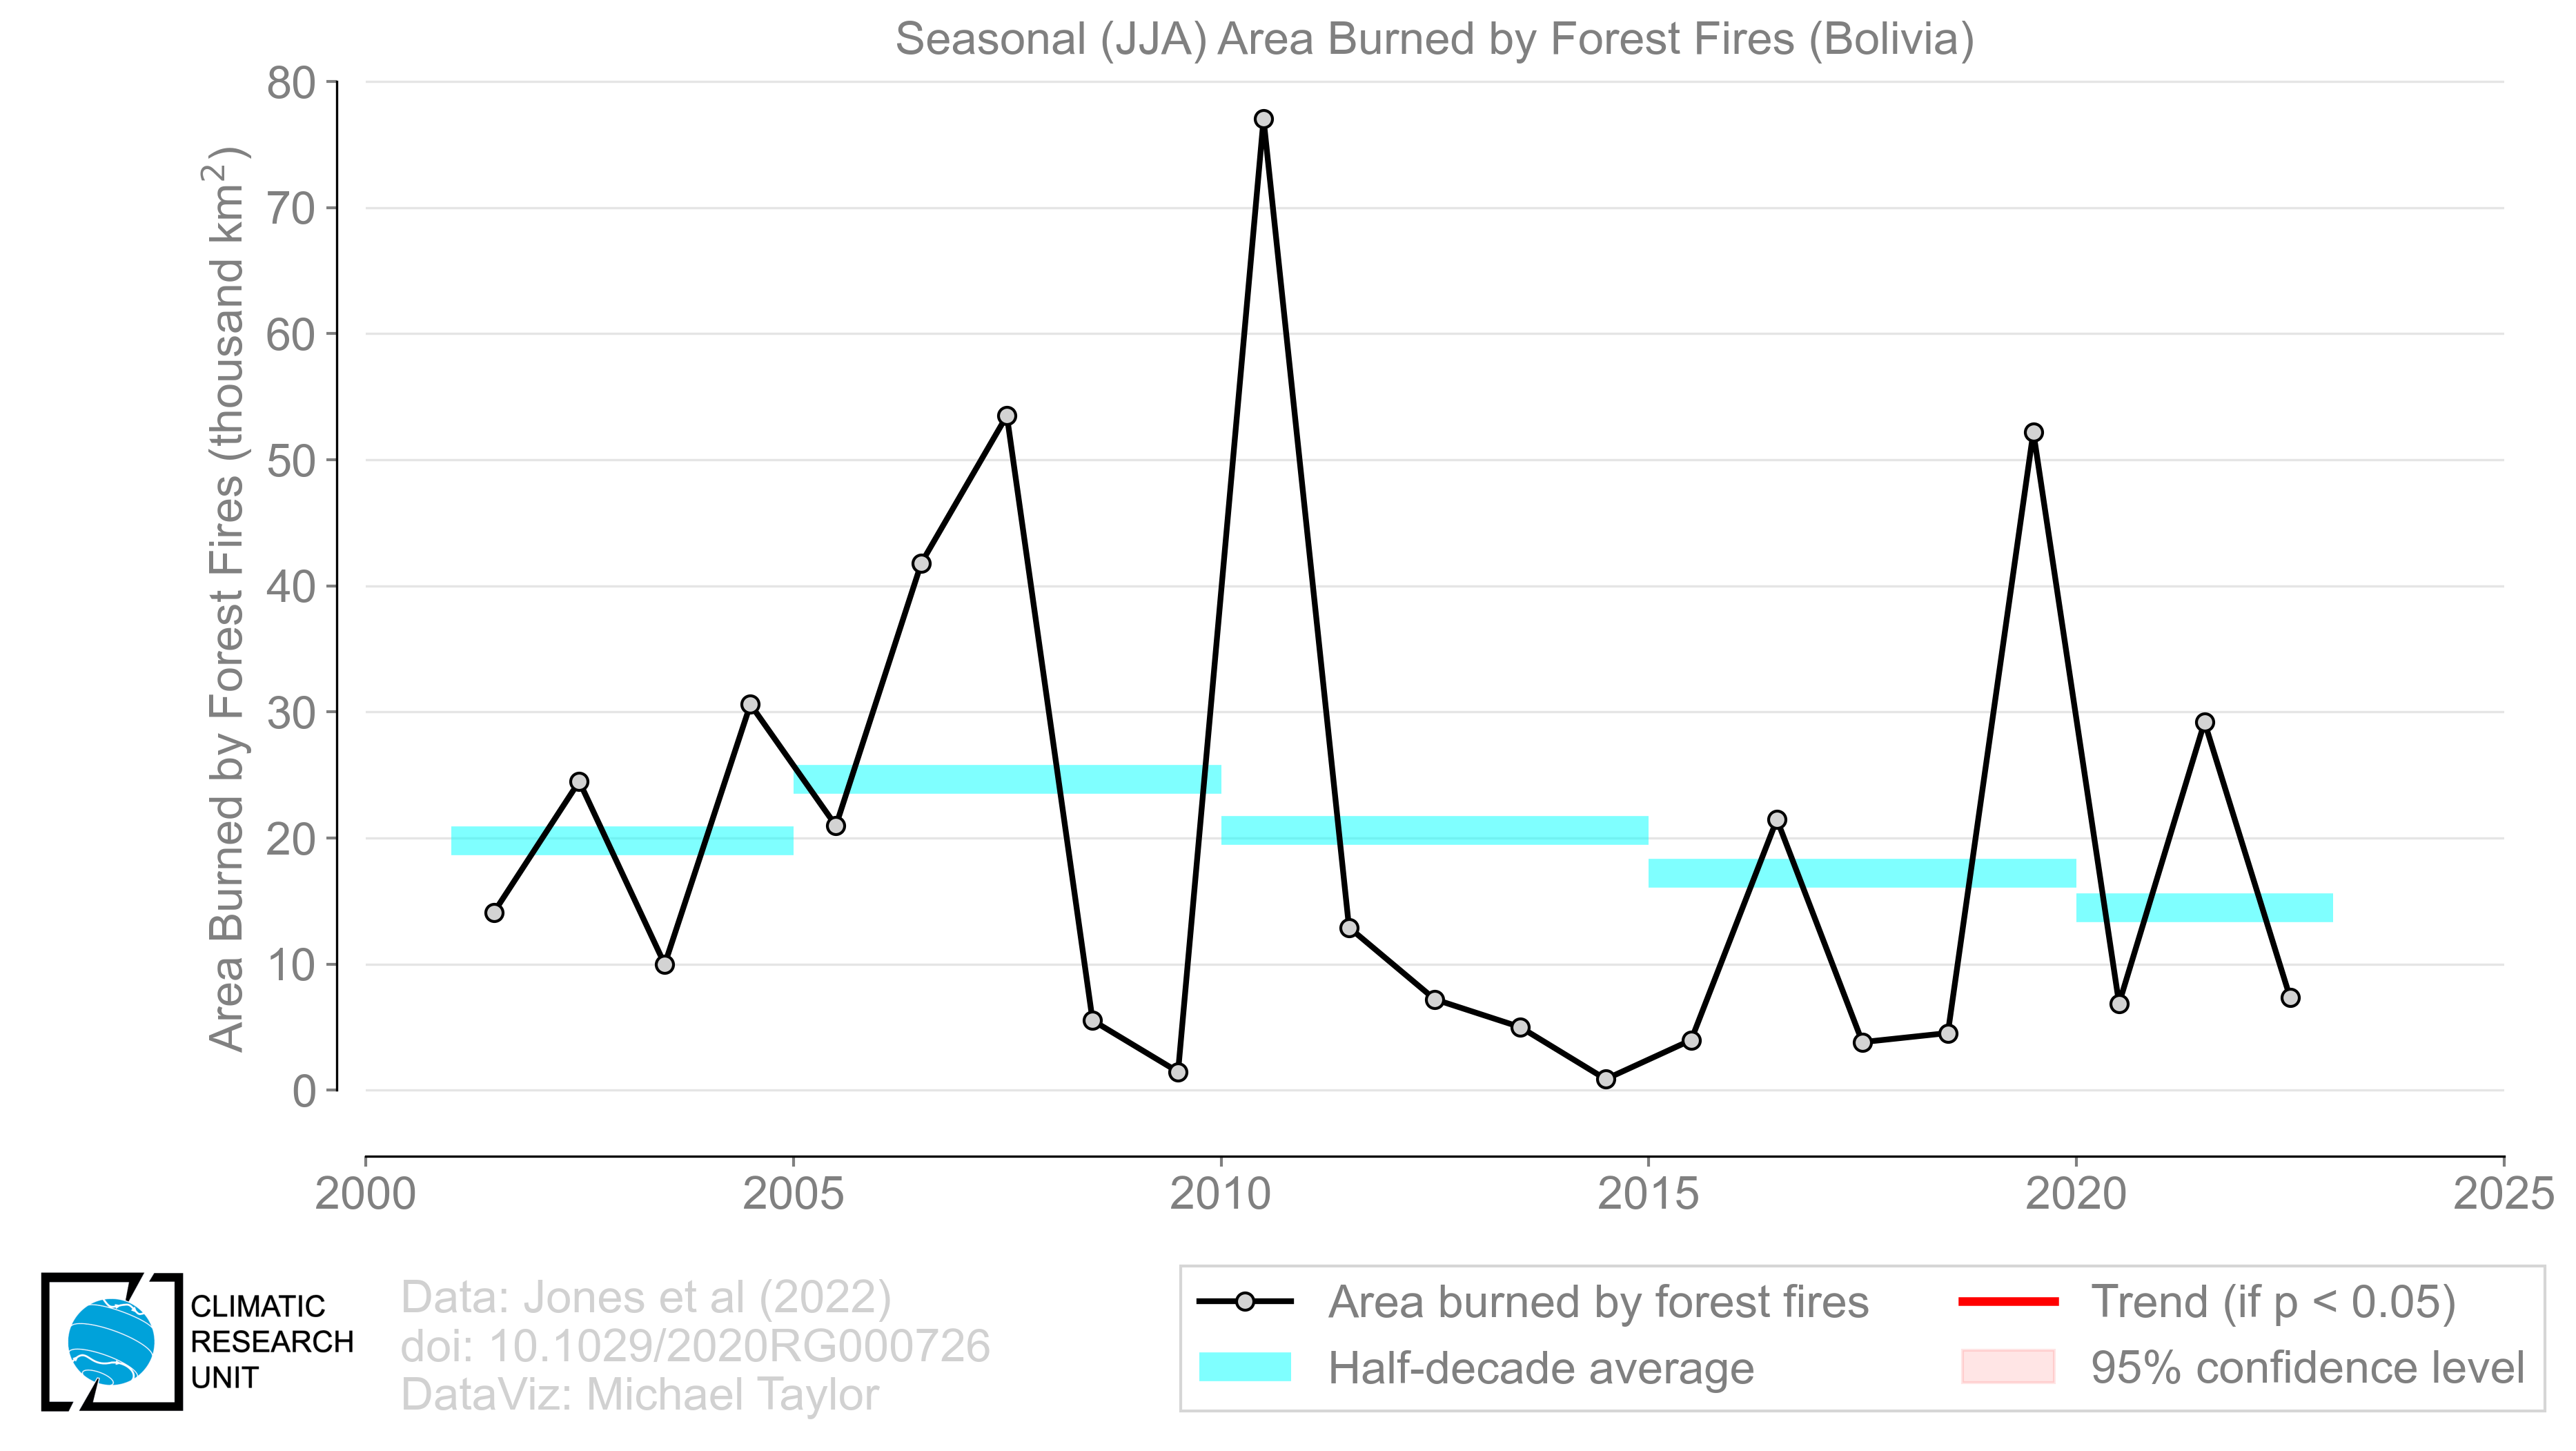 Seasonal (JJA) Area Burned by Forest Fires (Bolivia)
Area Burned by Forest Fires (thousand km²)
80
70
60
50
40
30
20
10
0
2000 2005 2010 2015 2020 2025
CLIMATIC
RESEARCH
UNIT
Data: Jones et al (2022)
doi: 10.1029/2020RG000726
DataViz: Michael Taylor
Area burned by forest fires
Half-decade average
Trend (if p < 0.05)
95% confidence level